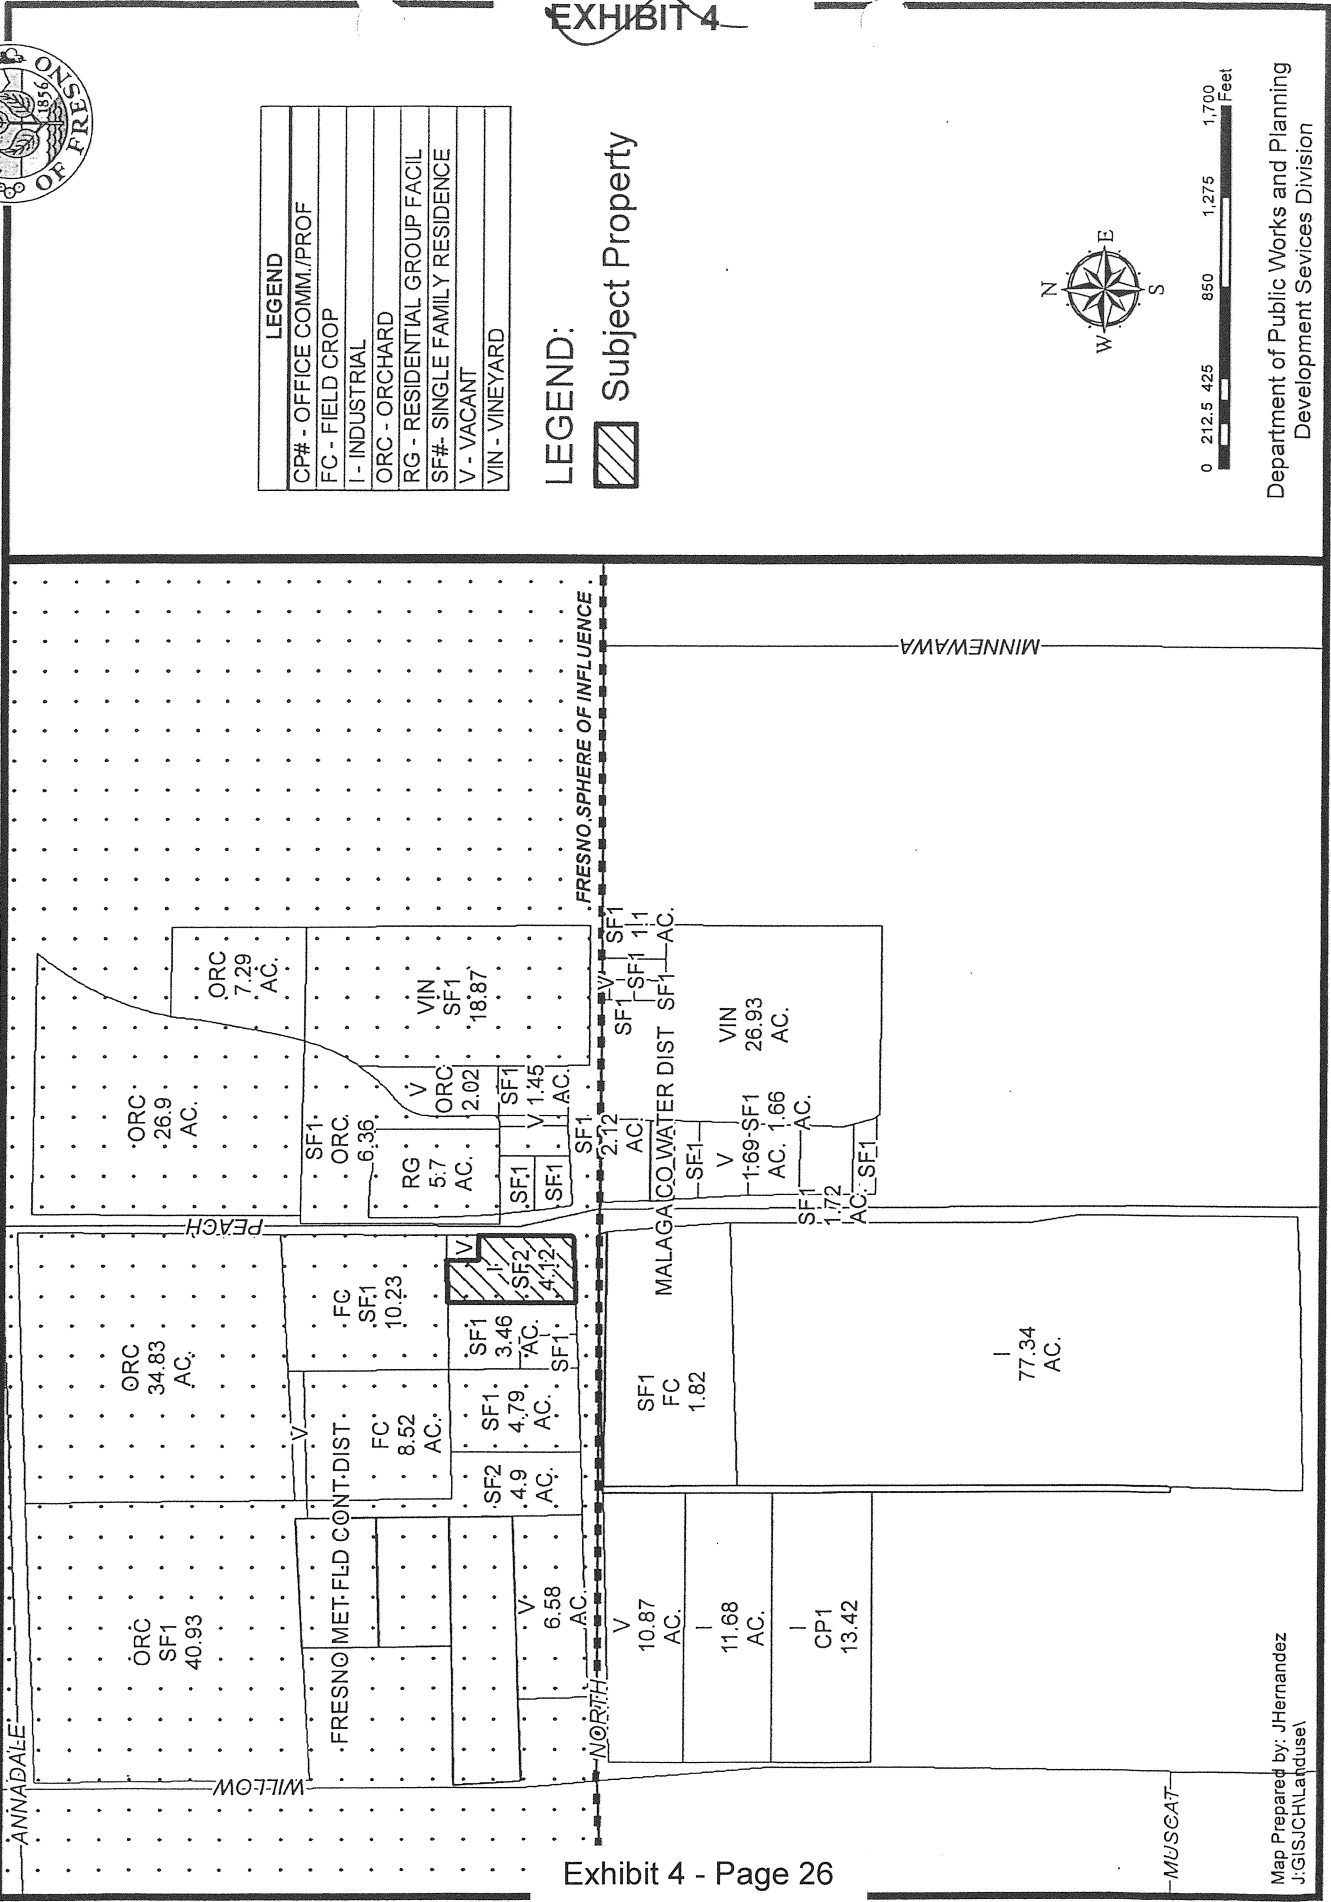 EXHIBIT 4
1856
OF FRESNO
LEGEND
CP# - OFFICE COMM./PROF
FC - FIELD CROP
I - INDUSTRIAL
ORC - ORCHARD
RG - RESIDENTIAL GROUP FACIL
SF#- SINGLE FAMILY RESIDENCE
V - VACANT
VIN - VINEYARD
LEGEND:
Subject Property
N
W
E
S
0 212.5 425 850 1,275 1,700
Feet
Department of Public Works and Planning
Development Sevices Division
ANNADALE
WILLOW
PEACH
MINNEWAWA
NORTH
MUSCAT
FRESNO SPHERE OF INFLUENCE
FRESNO MET FLD CONT DIST
MALAGA CO WATER DIST
ORC
SF1
40.93
ORC
34.83
AC.
ORC
26.9
AC.
ORC
7.29
AC.
V
FC
8.52
AC.
FC
SF1
10.23
SF1
ORC
6.36
RG
5.7
AC.
V
ORC
2.02
VIN
SF1
18.87
V
6.58
AC.
SF2
4.9
AC.
SF1
4.79
AC.
SF1
3.46
AC.
I
SF1
V
I
SF2
4.12
SF1
SF1
V
SF1
1.45
AC.
SF1
2.12
AC.
V
10.87
AC.
I
11.68
AC.
I
CP1
13.42
SF1
FC
1.82
I
77.34
AC.
SF1
V
1.69
AC.
SF1
1.66
AC.
SF1
1.72
AC.
SF1
SF1
V
SF1
SF1
SF1
1.1
AC.
VIN
26.93
AC.
Map Prepared by: JHernandez
J:GISJCH\Landuse\
Exhibit 4 - Page 26